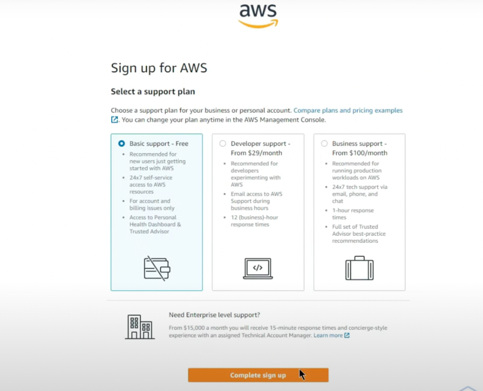 aws
Sign up for AWS
Select a support plan
Choose a support plan for your business or personal account. Compare plans and pricing examples
. You can change your plan anytime in the AWS Management Console.
Basic support - Free
• Recommended for
new users just getting
started with AWS
• 24x7 self-service
access to AWS
resources
• For account and
billing issues only
• Access to Personal
Health Dashboard &
Trusted Advisor
Developer support -
From $29/month
• Recommended for
developers
experimenting with
AWS
• Email access to AWS
Support during
business hours
• 12 (business)-hour
response times
Business support -
From $100/month
• Recommended for
running production
workloads on AWS
• 24x7 tech support via
email, phone, and
chat
• 1-hour response
times
• Full set of Trusted
Advisor best-practice
recommendations
</>
Need Enterprise level support?
From $15,000 a month you will receive 15-minute response times and concierge-style
experience with an assigned Technical Account Manager. Learn more
Complete sign up